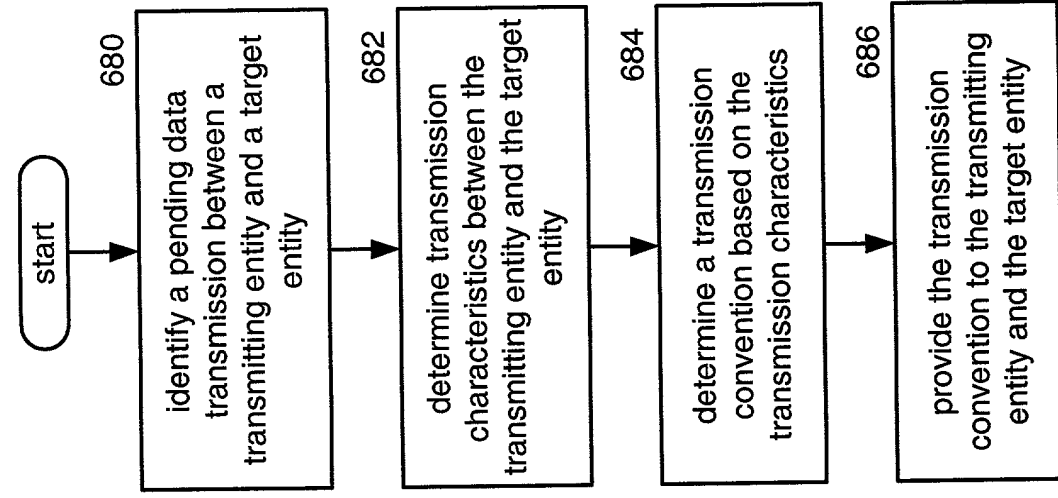 start
680
identify a pending data
transmission between a
transmitting entity and a target
entity
682
determine transmission
characteristics between the
transmitting entity and the target
entity
684
determine a transmission
convention based on the
transmission characteristics
686
provide the transmission
convention to the transmitting
entity and the target entity